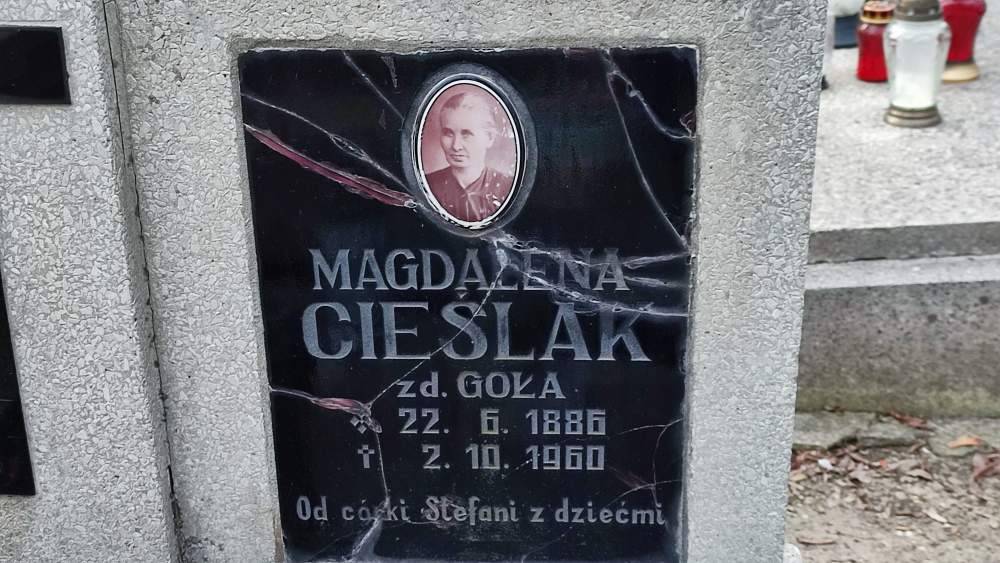 MAGDALENA
CIEŚLAK
zd. GOŁA
22. 6. 1886
† 2. 10. 1960
Od córki Stefani z dziećmi